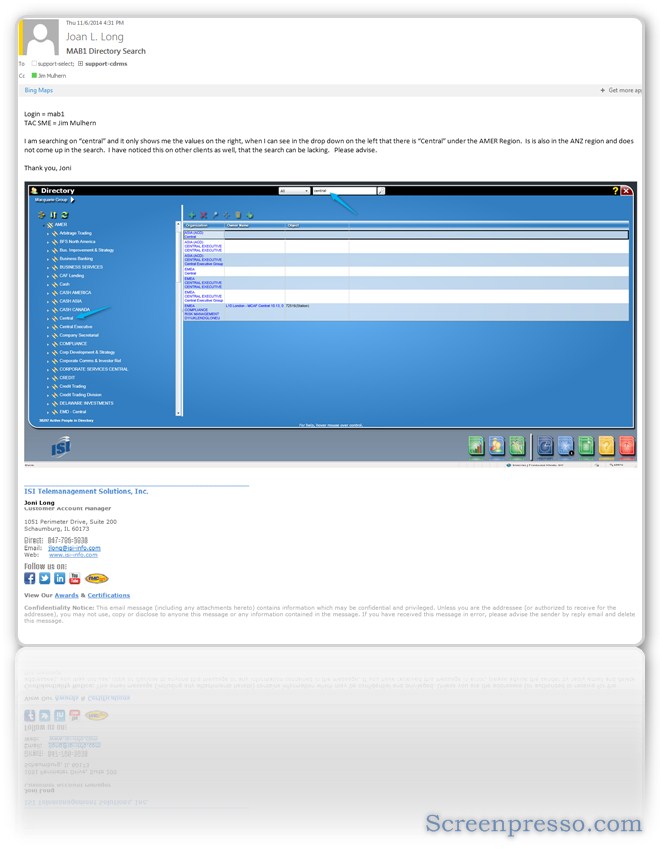 Thu 11/6/2014 4:31 PM
Joan L. Long
MAB1 Directory Search
To support-select; support-cdrms
Cc Jim Mulhern
Bing Maps
+ Get more app
Login = mab1
TAC SME = Jim Mulhern
I am searching on "central" and it only shows me the values on the right, when I can see in the drop down on the left that there is "Central" under the AMER Region. Is is also in the ANZ region and does
not come up in the search. I have noticed this on other clients as well, that the search can be lacking. Please advise.
Thank you, Joni
Directory
All
central
Marquarie Group
AMER
Arbitrage Trading
BFS North America
Bus. Improvement & Strategy
Business Banking
BUSINESS SERVICES
CAF Lending
Cash
CASH AMERICA
CASH ASIA
CASH CANADA
Central
Central Executive
Company Secretarial
COMPLIANCE
Corp Development & Strategy
Corporate Comms & Investor Rel
CORPORATE SERVICES CENTRAL
CREDIT
Credit Trading
Credit Trading Division
DELAWARE INVESTMENTS
EMG - Central
Active People in Directory
Organization
Owner Name
Object
ASIA (ACD)
Central
ASIA (ACD)
CENTRAL EXECUTIVE
CENTRAL EXECUTIVE
ASIA (ACD)
CENTRAL EXECUTIVE
Central Executive Group
EMEA
Central
EMEA
CENTRAL EXECUTIVE
CENTRAL EXECUTIVE
EMEA
CENTRAL EXECUTIVE
Central Executive Group
EMEA
COMPLIANCE
RISK MANAGEMENT
For help, hover mouse over control.
ISI
ISI Telemanagement Solutions, Inc.
Joni Long
Customer Account Manager
1051 Perimeter Drive, Suite 200
Schaumburg, IL 60173
Email: jlong@isi-info.com
Web: www.isi-info.com
Follow us on:
View Our Awards & Certifications
Confidentiality Notice: This email message (including any attachments hereto) contains information which may be confidential and privileged. Unless you are the addressee (or authorized to receive for the
addressee), you may not use, copy or disclose to anyone this message or any information contained in the message. If you have received this message in error, please advise the sender by reply email and delete
this message.
Screenpresso.com